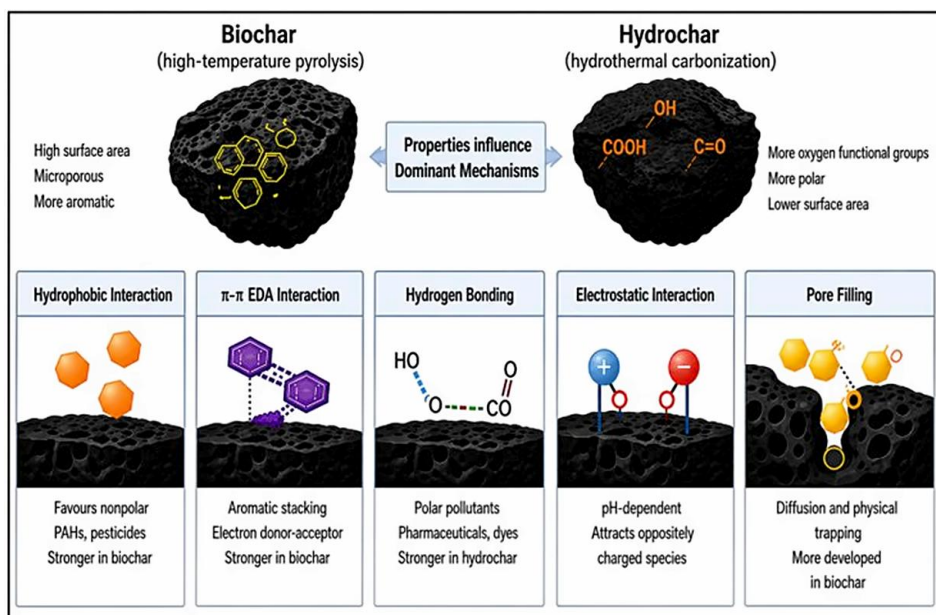 Biochar
(high-temperature pyrolysis)
Hydrochar
(hydrothermal carbonization)
High surface area
Microporous
More aromatic
Properties influence
Dominant Mechanisms
OH
COOH
C=O
More oxygen functional groups
More polar
Lower surface area
Hydrophobic Interaction
Favours nonpolar
PAHs, pesticides
Stronger in biochar
π-π EDA Interaction
Aromatic stacking
Electron donor-acceptor
Stronger in biochar
Hydrogen Bonding
HO
O
O
CO
Polar pollutants
Pharmaceuticals, dyes
Stronger in hydrochar
Electrostatic Interaction
+
−
pH-dependent
Attracts oppositely
charged species
Pore Filling
Diffusion and physical
trapping
More developed
in biochar